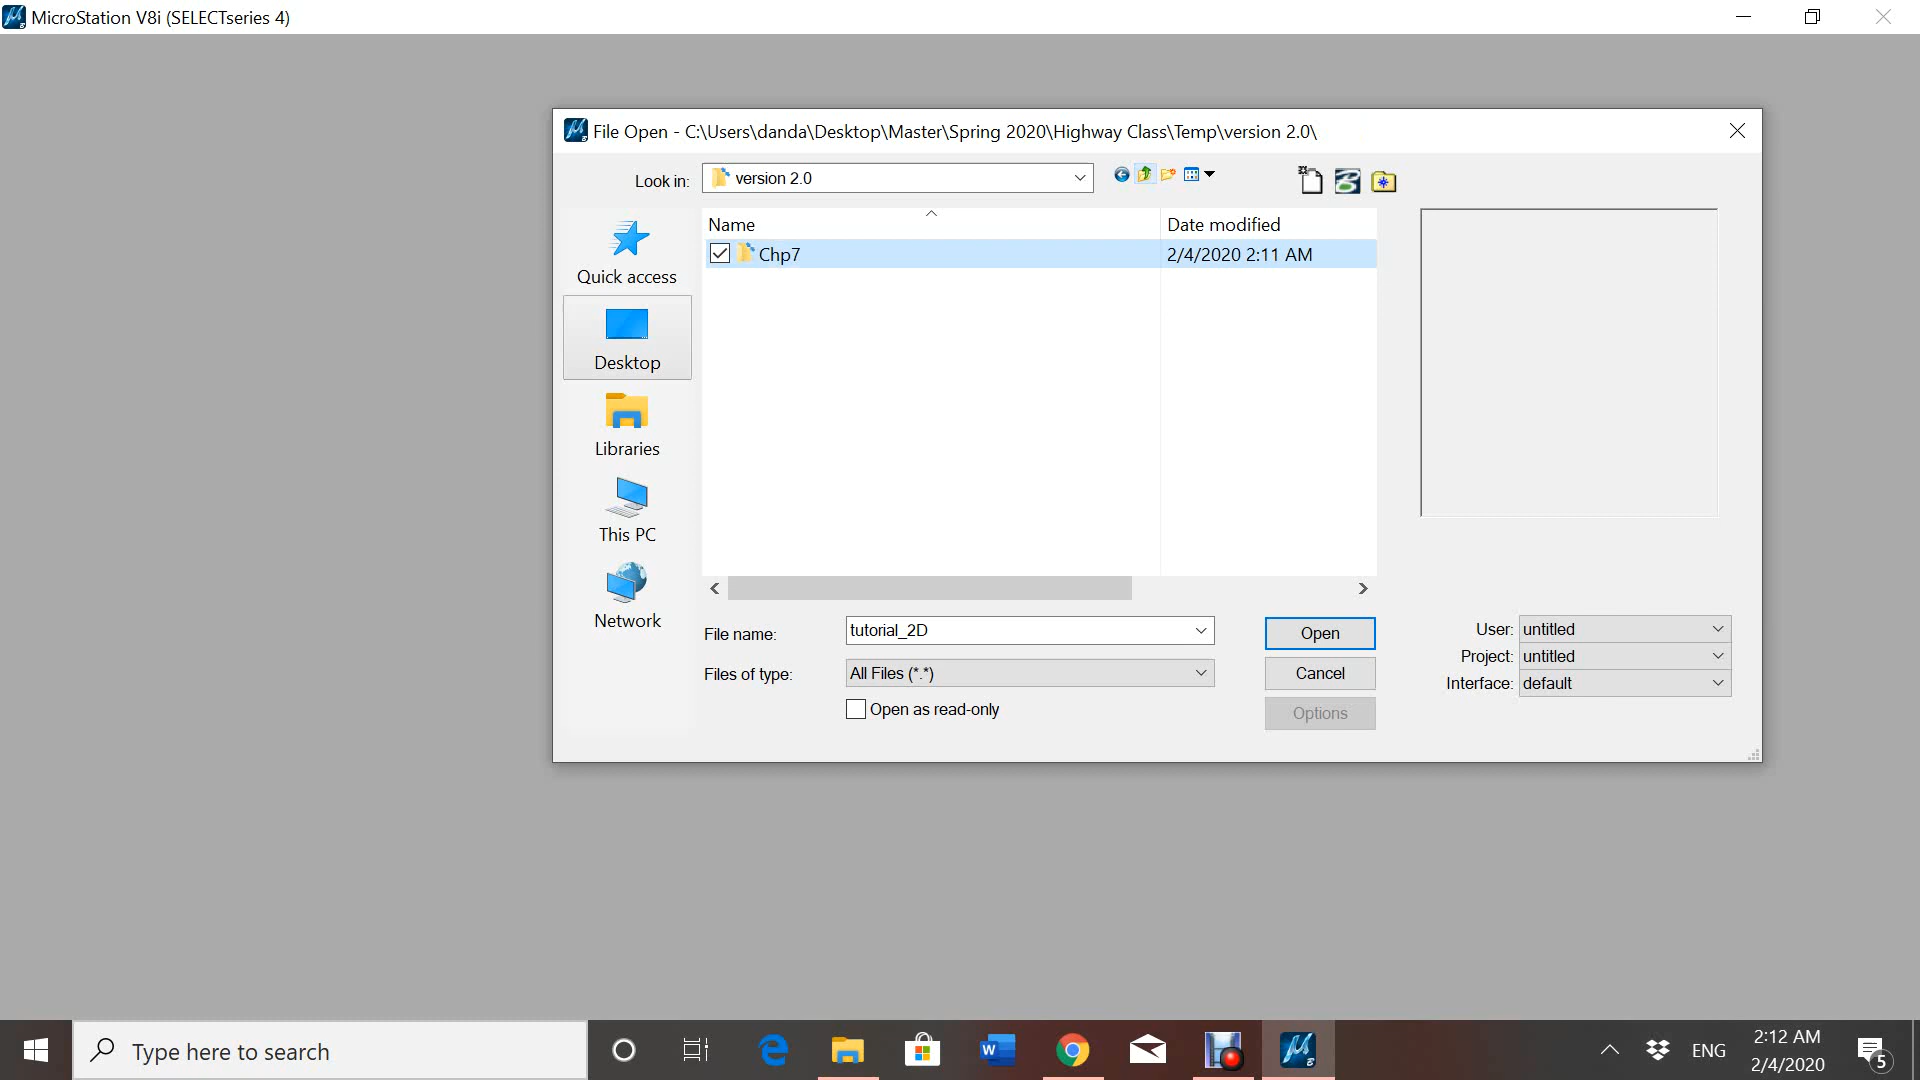 MicroStation V8i (SELECTseries 4)
File Open - C:\Users\danda\Desktop\Master\Spring 2020\Highway Class\Temp\version 2.0\
Look in: version 2.0
Name Date modified
Chp7 2/4/2020 2:11 AM
Quick access
Desktop
Libraries
This PC
Network
File name: tutorial_2D Open
Files of type: All Files (*.*) Cancel
Open as read-only Options
User: untitled
Project: untitled
Interface: default
Type here to search
ENG
2:12 AM
2/4/2020
5